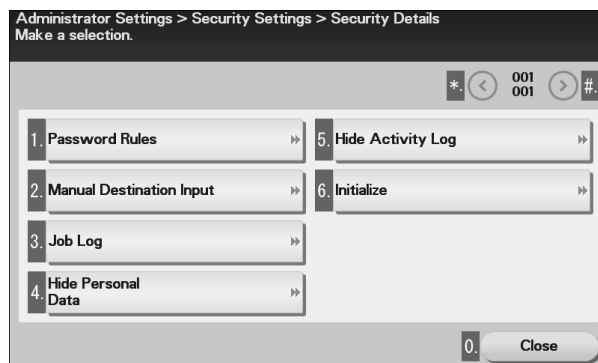 Administrator Settings > Security Settings > Security Details
Make a selection.
*. 001 #.
001
1. Password Rules
2. Manual Destination Input
3. Job Log
4. Hide Personal
Data
5. Hide Activity Log
6. Initialize
0. Close